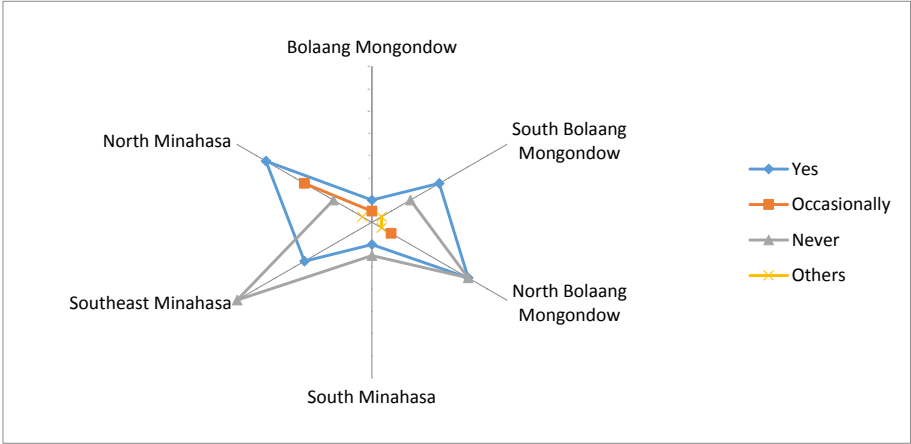 Bolaang Mongondow
South Bolaang
Mongondow
North Bolaang
Mongondow
South Minahasa
Southeast Minahasa
North Minahasa
Yes
Occasionally
Never
Others